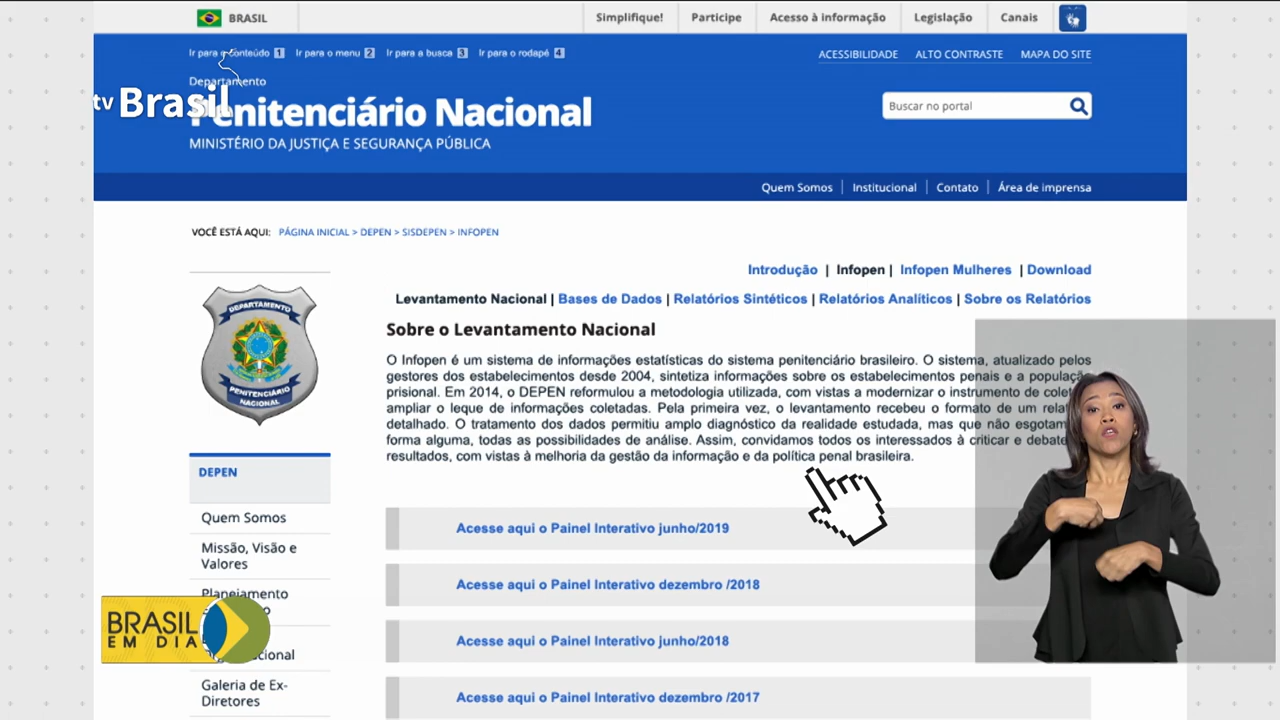 BRASIL
Simplifique!
Participe
Acesso à informação
Legislação
Canais
Ir para o conteúdo 1
Ir para o menu 2
Ir para a busca 3
Ir para o rodapé 4
ACESSIBILIDADE
ALTO CONTRASTE
MAPA DO SITE
Departamento
tv Brasil
Penitenciário Nacional
MINISTÉRIO DA JUSTIÇA E SEGURANÇA PÚBLICA
Buscar no portal
Quem Somos
Institucional
Contato
Área de imprensa
VOCÊ ESTÁ AQUI: PÁGINA INICIAL > DEPEN > SISDEPEN > INFOPEN
Introdução | Infopen | Infopen Mulheres | Download
Levantamento Nacional | Bases de Dados | Relatórios Sintéticos | Relatórios Analíticos | Sobre os Relatórios
DEPARTAMENTO
PENITENCIÁRIO
NACIONAL
Sobre o Levantamento Nacional
O Infopen é um sistema de informações estatísticas do sistema penitenciário brasileiro. O sistema, atualizado pelos
gestores dos estabelecimentos desde 2004, sintetiza informações sobre os estabelecimentos penais e a população
prisional. Em 2014, o DEPEN reformulou a metodologia utilizada, com vistas a modernizar o instrumento de
ampliar o leque de informações coletadas. Pela primeira vez, o levantamento recebeu o formato de um
detalhado. O tratamento dos dados permitiu amplo diagnóstico da realidade estudada, mas que não esgotam
forma alguma, todas as possibilidades de análise. Assim, convidamos todos os interessados à criticar e
resultados, com vistas à melhoria da gestão da informação e da política penal brasileira.
DEPEN
Quem Somos
Missão, Visão e
Valores
Planejamento
BRASIL
EM DIA
Galeria de Ex-
Diretores
Acesse aqui o Painel Interativo junho/2019
Acesse aqui o Painel Interativo dezembro /2018
Acesse aqui o Painel Interativo junho/2018
Acesse aqui o Painel Interativo dezembro /2017